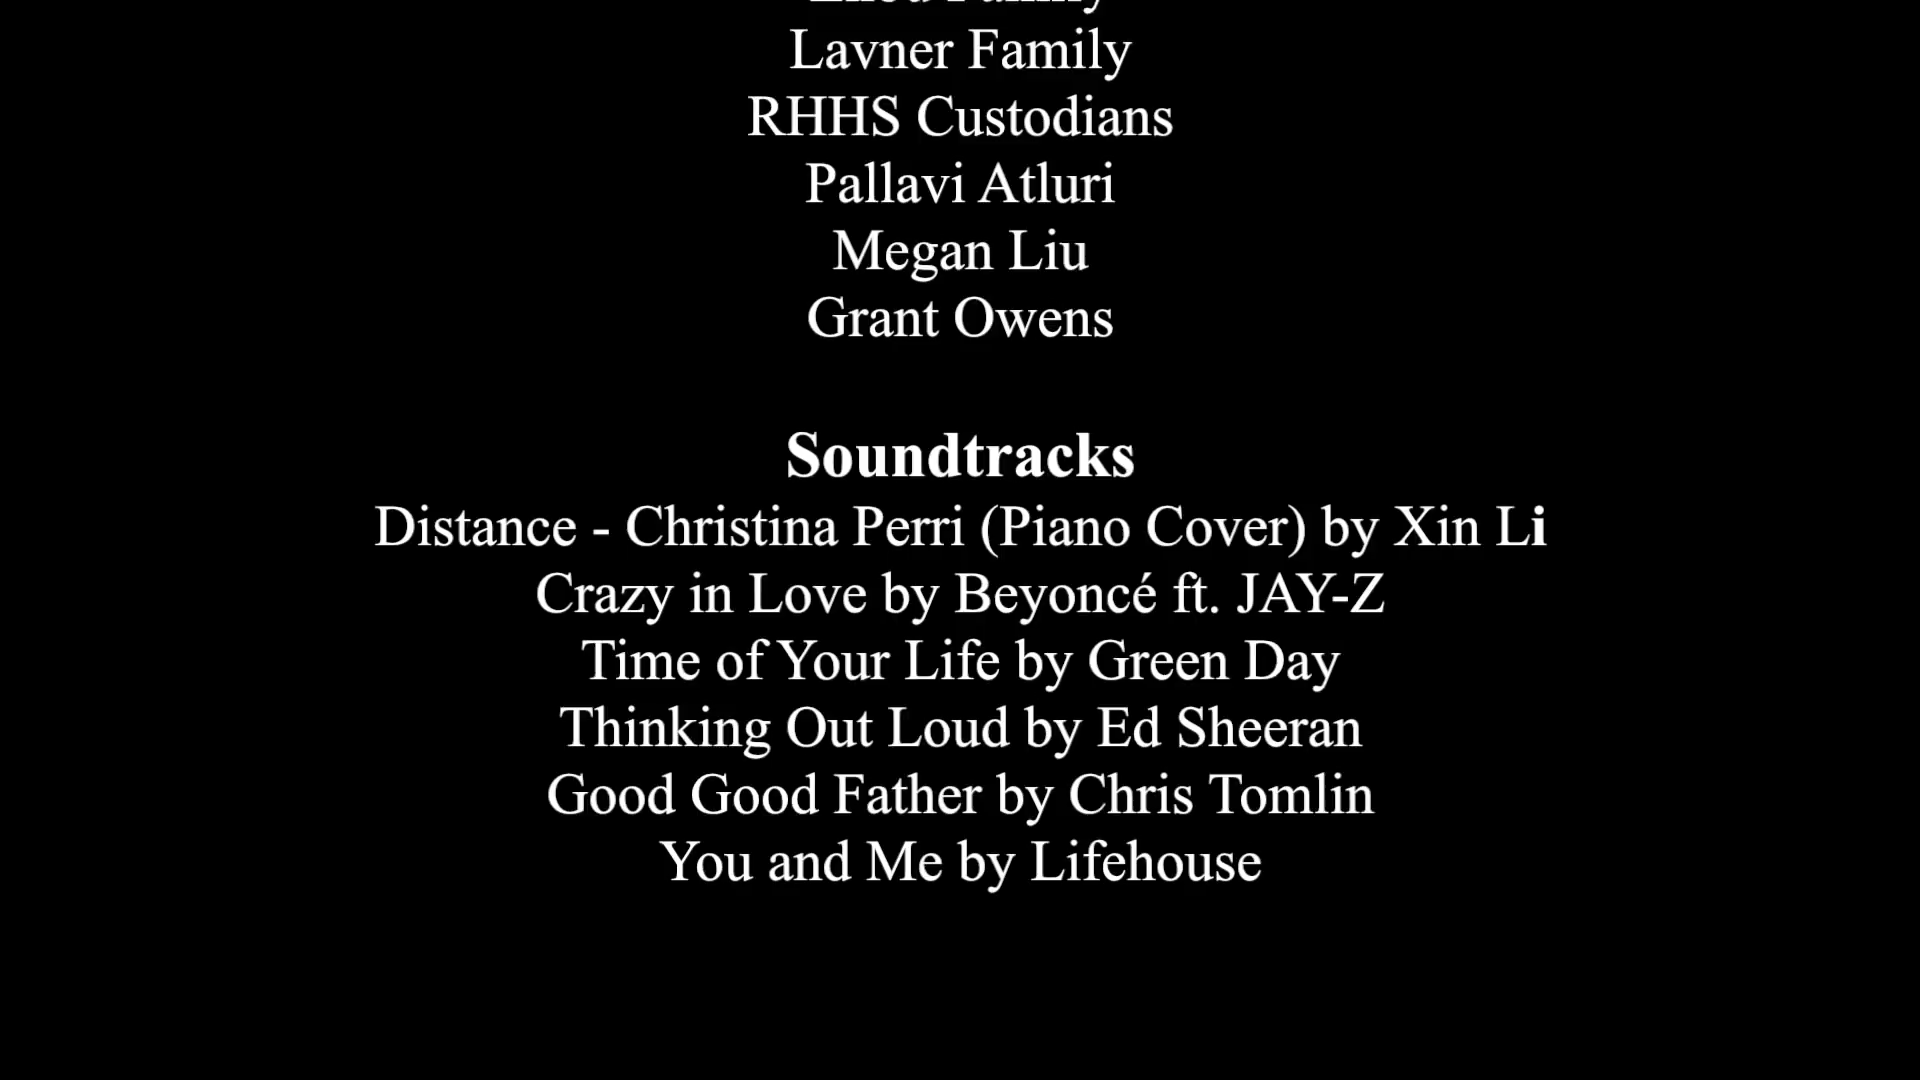 Family
Lavner Family
RHHS Custodians
Pallavi Atluri
Megan Liu
Grant Owens
Soundtracks
Distance - Christina Perri (Piano Cover) by Xin Li
Crazy in Love by Beyoncé ft. JAY-Z
Time of Your Life by Green Day
Thinking Out Loud by Ed Sheeran
Good Good Father by Chris Tomlin
You and Me by Lifehouse